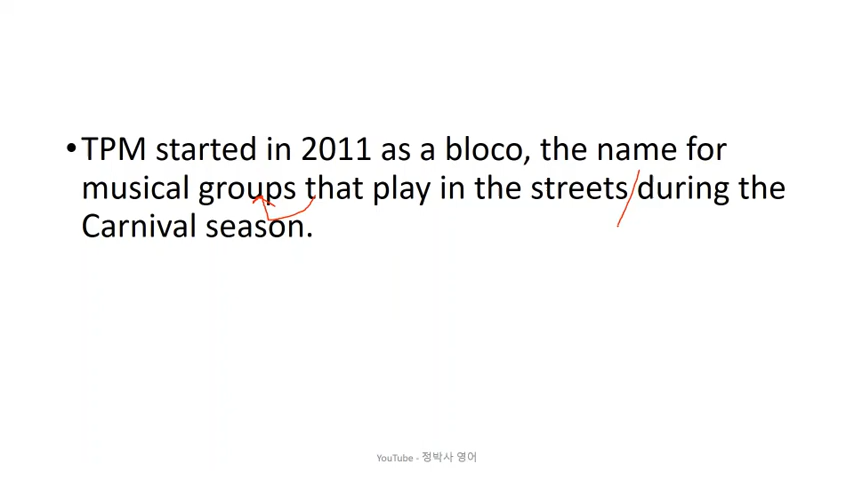 •TPM started in 2011 as a bloco, the name for
musical groups that play in the streets during the
Carnival season.
YouTube - 정박사 영어